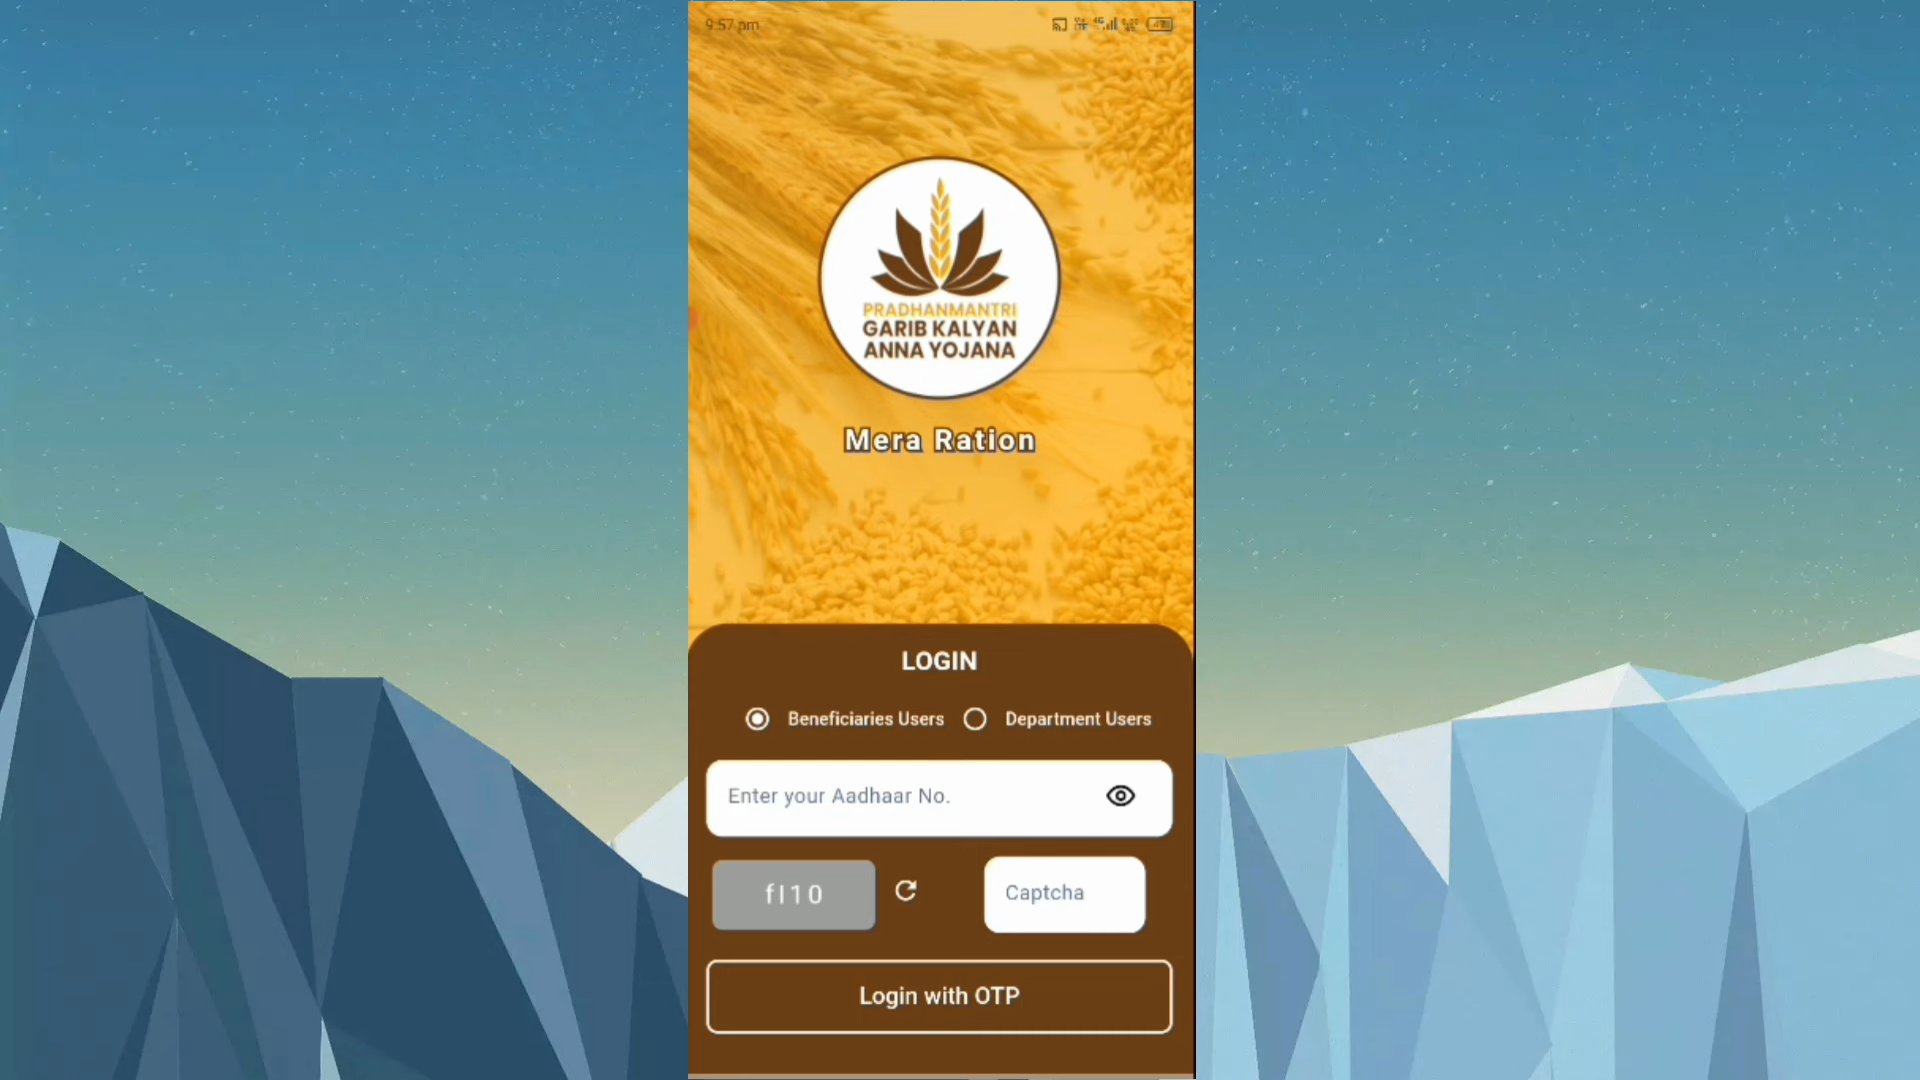 9:57 pm
PRADHANMANTRI
GARIB KALYAN
ANNA YOJANA
Mera Ration
LOGIN
Beneficiaries Users Department Users
Enter your Aadhaar No.
Captcha
Login with OTP